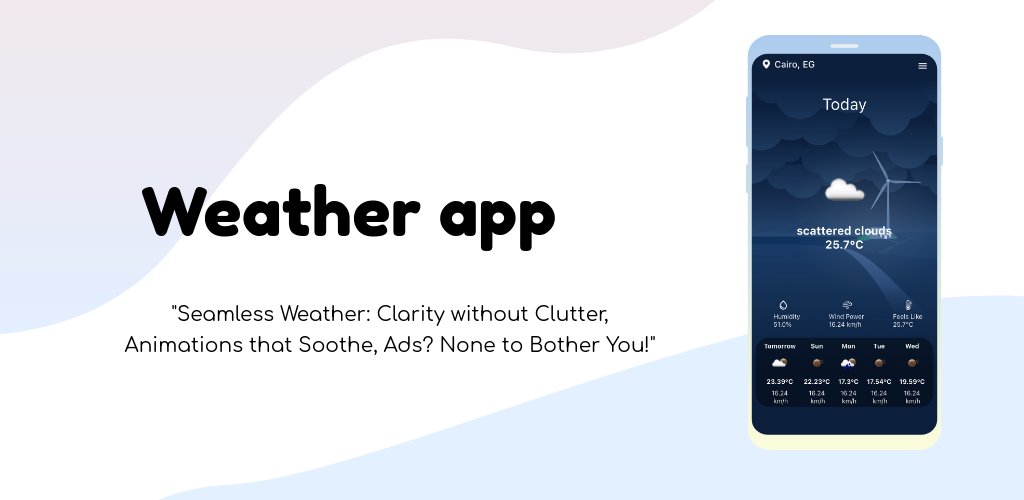 Weather app
"Seamless Weather: Clarity without Clutter,
Animations that Soothe, Ads? None to Bother You!"
Cairo, EG
Today
scattered clouds
25.7°C
Humidity Wind Power Feels Like
51.0% 16.24 km/h 25.7°C
Tomorrow Sun Mon Tue Wed
23.39°C 22.23°C 17.3°C 17.54°C 19.59°C
16.24 16.24 16.24 16.24 16.24
km/h km/h km/h km/h km/h